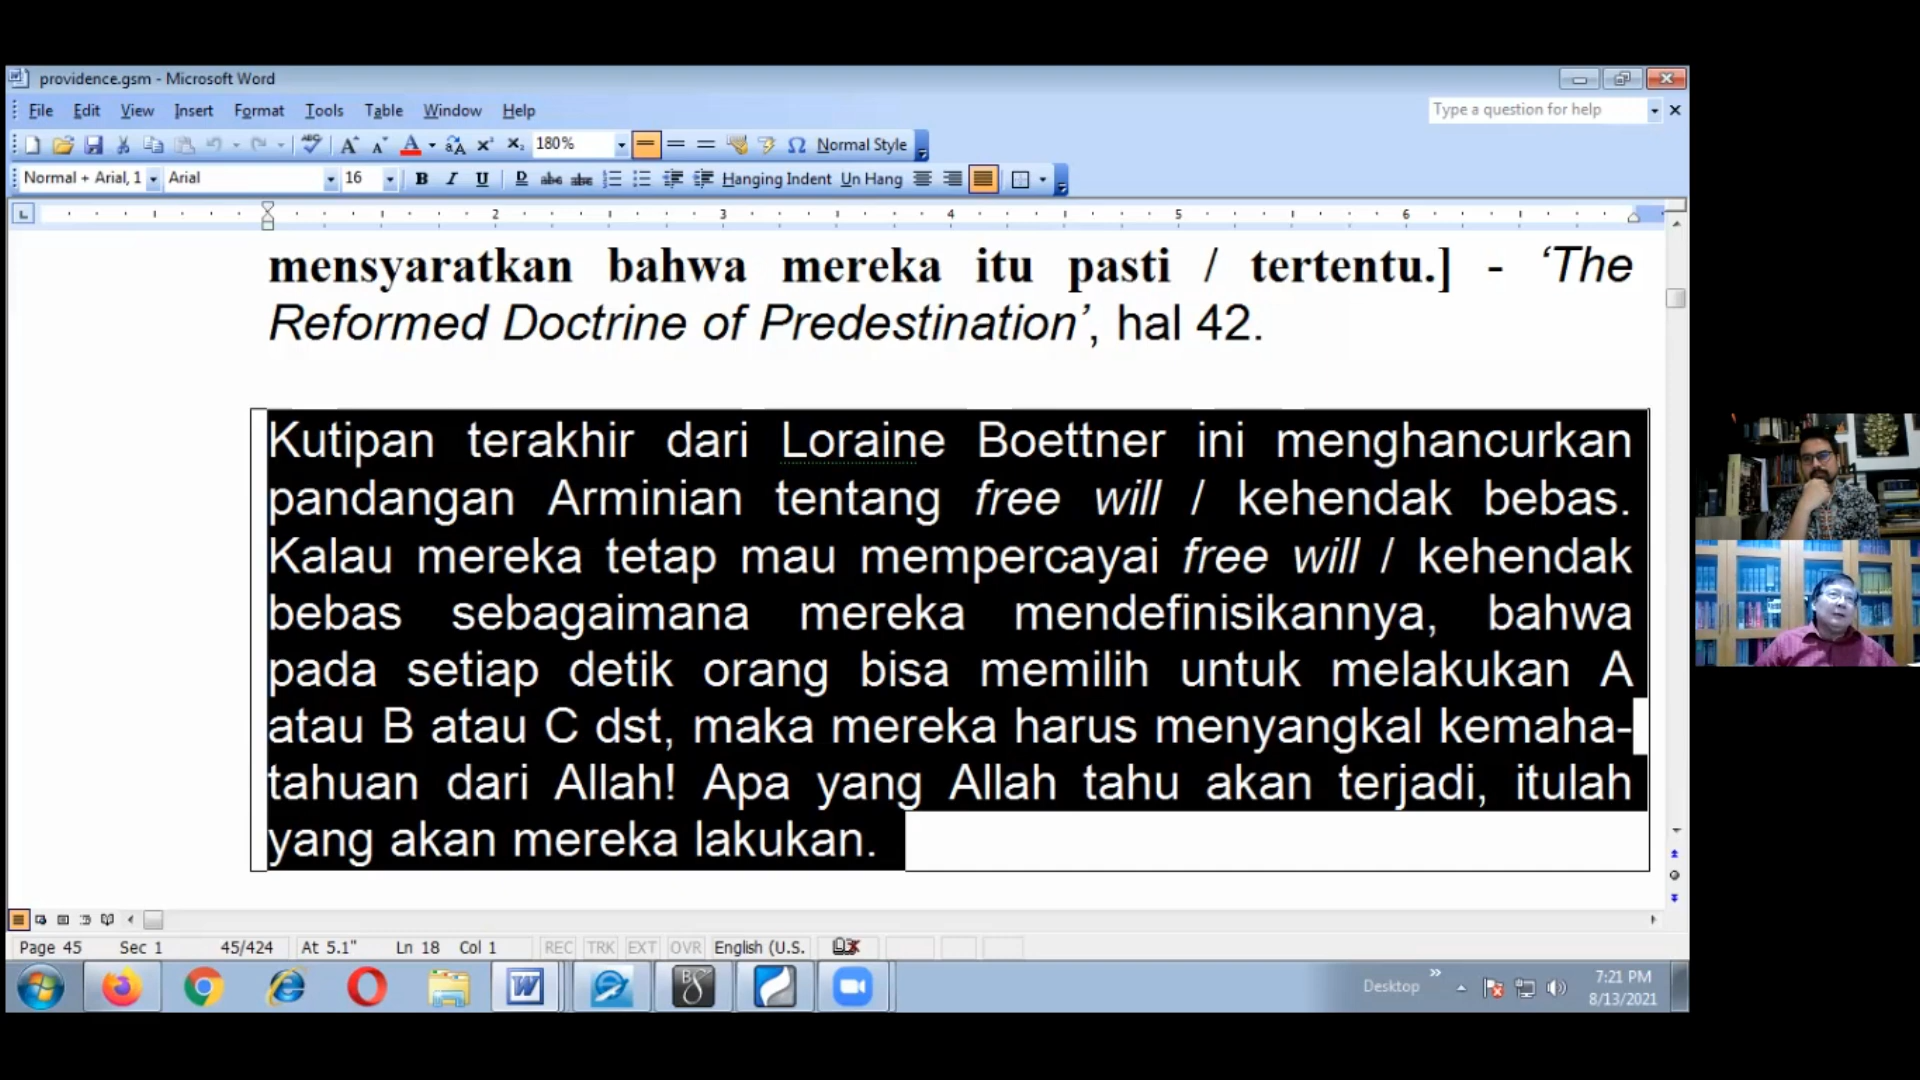 providence.gsm - Microsoft Word
File Edit View Insert Format Tools Table Window Help
Type a question for help
180% Normal Style
Normal + Arial, 1 Arial 16 B I U Hanging Indent Un Hang
2 3 4 5 6
mensyaratkan bahwa mereka itu pasti / tertentu.] - ‘The
Reformed Doctrine of Predestination’, hal 42.
Kutipan terakhir dari Loraine Boettner ini menghancurkan
pandangan Arminian tentang free will / kehendak bebas.
Kalau mereka tetap mau mempercayai free will / kehendak
bebas sebagaimana mereka mendefinisikannya, bahwa
pada setiap detik orang bisa memilih untuk melakukan A
atau B atau C dst, maka mereka harus menyangkal kemaha-
tahuan dari Allah! Apa yang Allah tahu akan terjadi, itulah
yang akan mereka lakukan.
Page 45 Sec 1 45/424 At 5.1" Ln 18 Col 1 REC TRK EXT OVR English (U.S.
Desktop
7:21 PM
8/13/2021